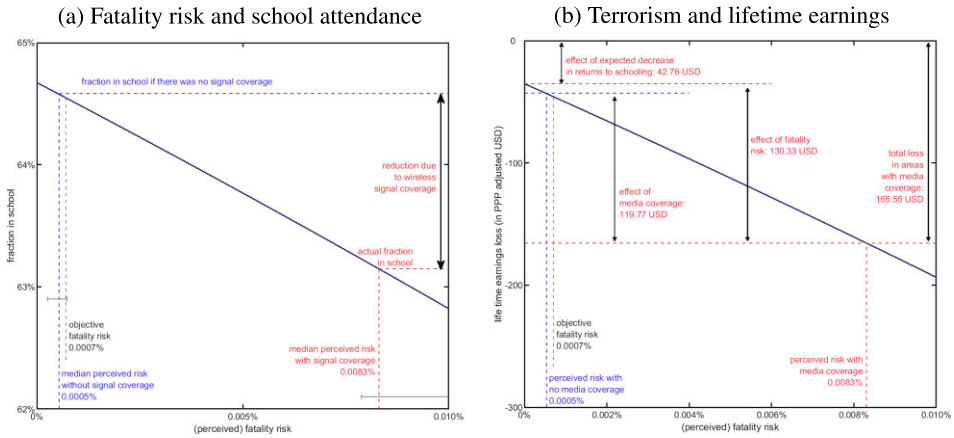 (a) Fatality risk and school attendance
65%
64%
63%
62%
fraction in school
fraction in school if there was no signal coverage
reduction due
to wireless
signal coverage
actual fraction
in school
objective
fatality risk
0.0007%
median perceived risk
without signal coverage
0.0005%
median perceived risk
with signal coverage
0.0083%
0%
0.005%
0.010%
(perceived) fatality risk
(b) Terrorism and lifetime earnings
0
-100
-200
-300
life time earnings loss (in PPP adjusted USD)
effect of expected decrease
in returns to schooling: 42.76 USD
effect of fatality
risk: 130.33 USD
total loss
in areas
with media
coverage:
165.55 USD
effect of
media coverage:
119.77 USD
objective
fatality risk
0.0007%
perceived risk with
no media coverage
0.0005%
perceived risk with
media coverage
0.0083%
0%
0.002%
0.004%
0.006%
0.008%
0.010%
(perceived) fatality risk